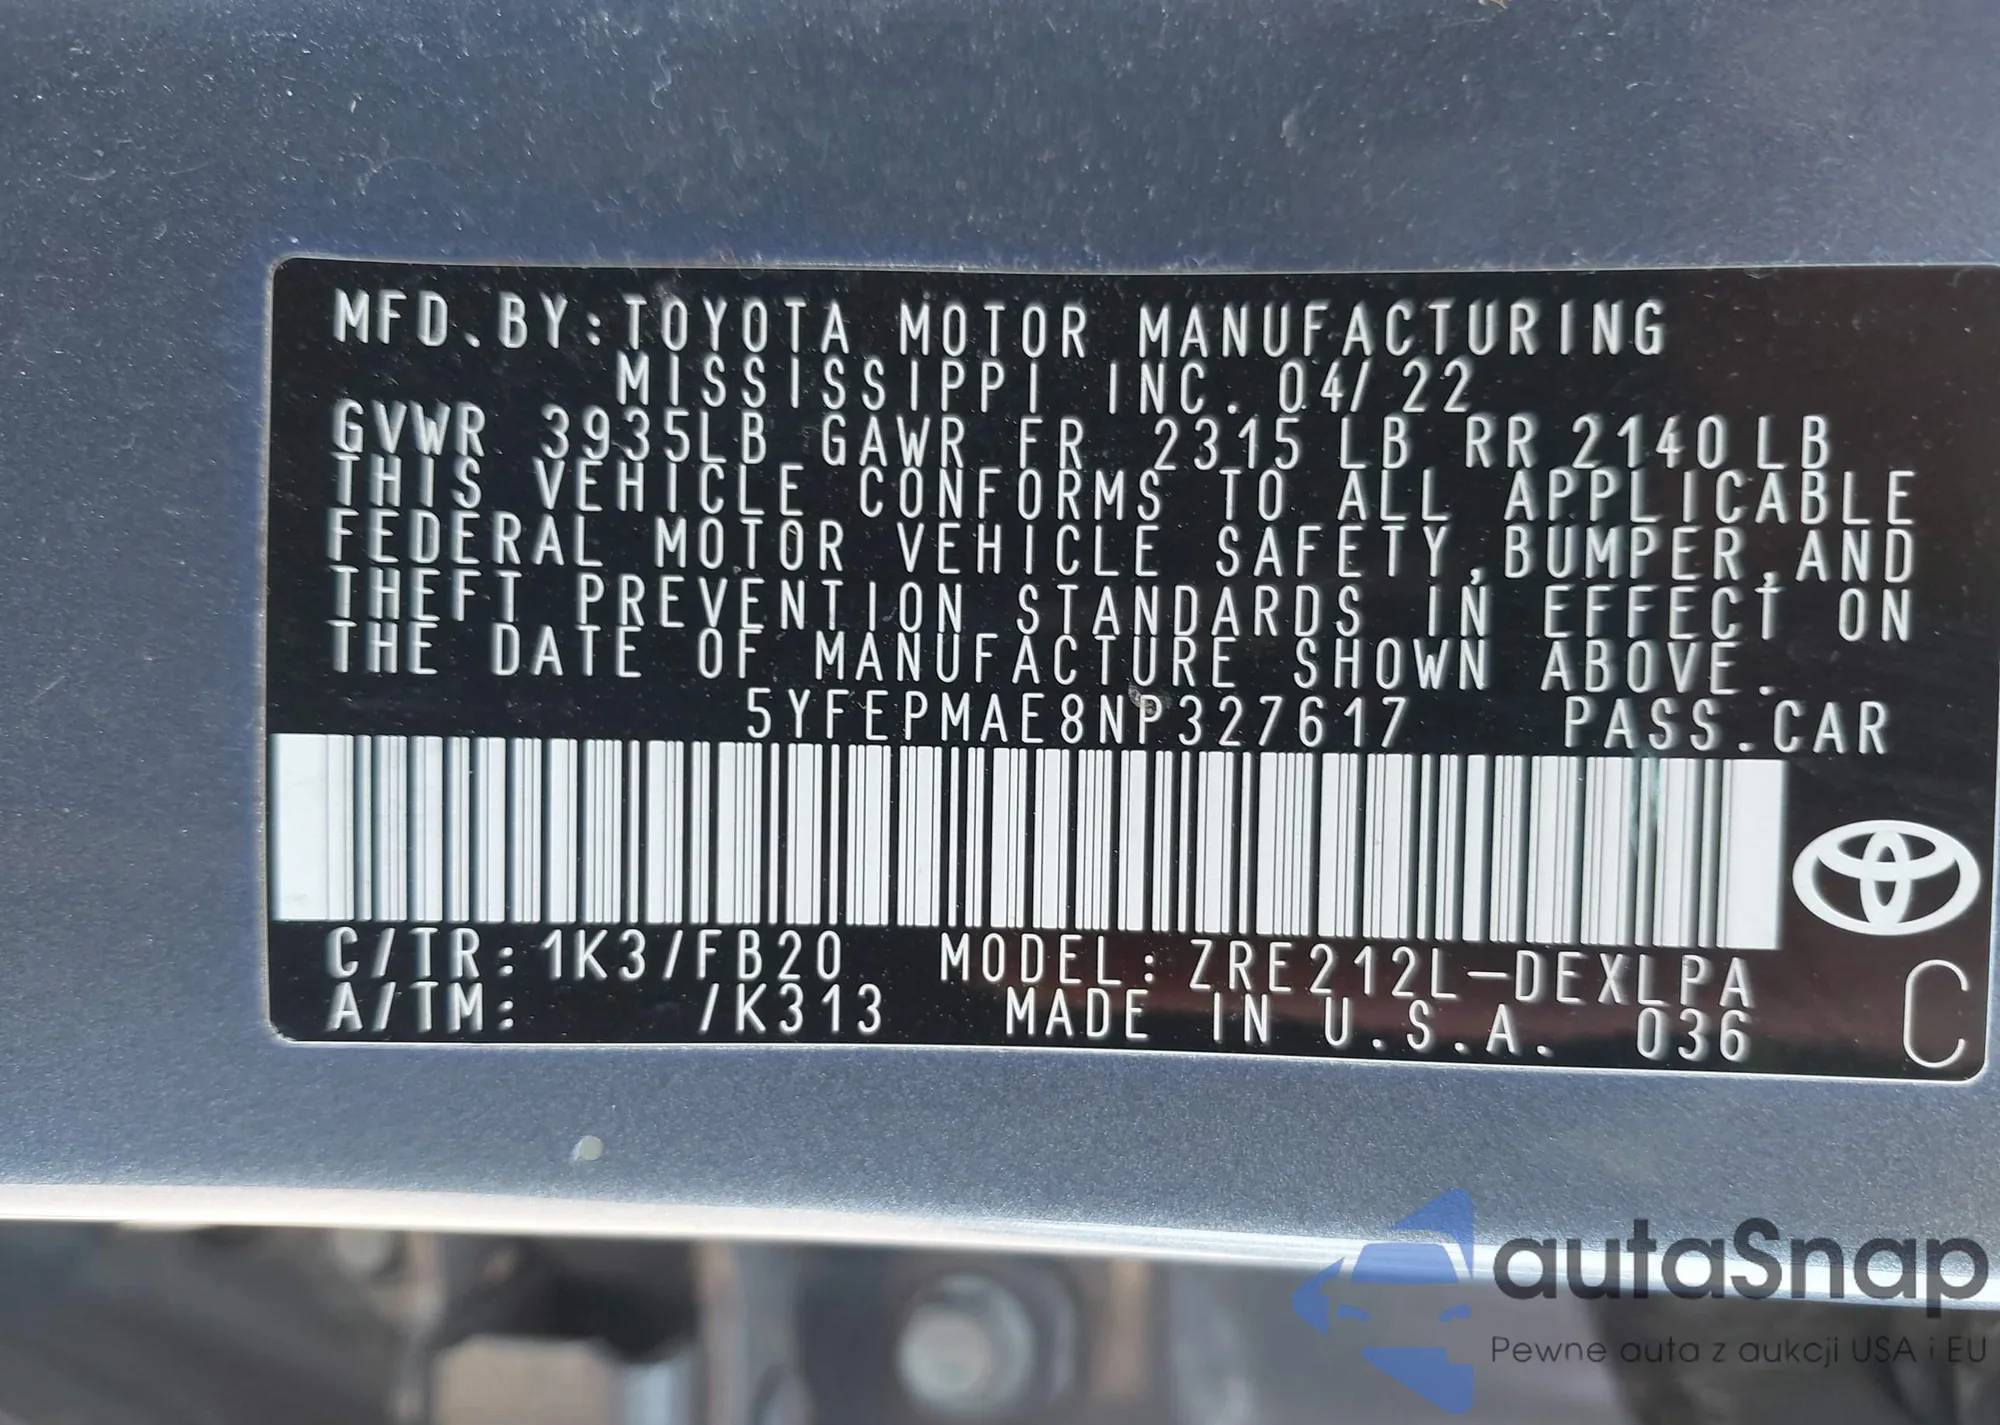 MFD.BY:TOYOTA MOTOR MANUFACTURING
MISSISSIPPI INC. 04/22
GVWR 3935LB GAWR FR 2315 LB RR 2140 LB
THIS VEHICLE CONFORMS TO ALL APPLICABLE
FEDERAL MOTOR VEHICLE SAFETY,BUMPER,AND
THEFT PREVENTION STANDARDS IN EFFECT ON
THE DATE OF MANUFACTURE SHOWN ABOVE.
5YFEPMAE8NP327617 PASS.CAR
C/TR:1K3/FB20 MODEL:ZRE212L-DEXLPA
A/TM: /K313 MADE IN U.S.A. 036
C
autaSnap
Pewne auta z aukcji USA i EU